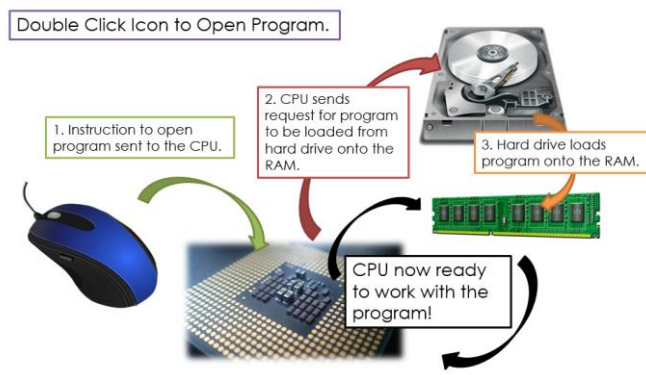 Double Click Icon to Open Program.
1. Instruction to open
program sent to the CPU.
2. CPU sends
request for program
to be loaded from
hard drive onto the
RAM.
3. Hard drive loads
program onto the RAM.
CPU now ready
to work with the
program!